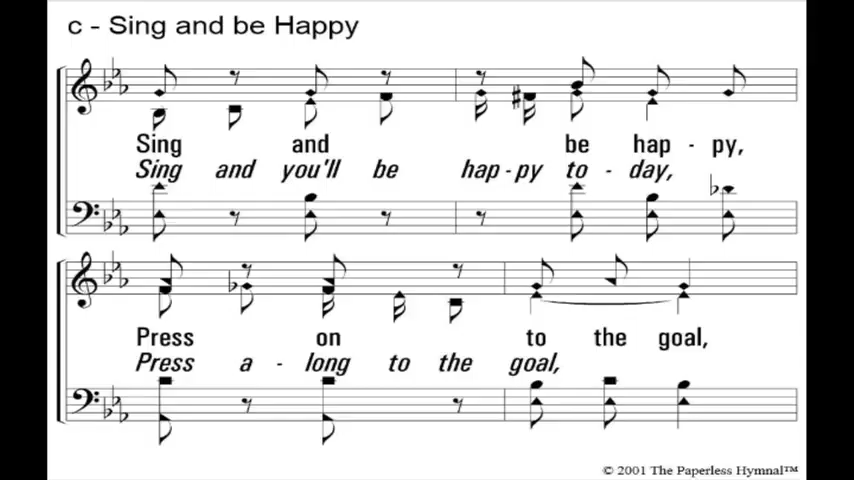 c - Sing and be Happy
Sing and be hap - py,
Sing and you'll be hap - py to - day,
Press on to the goal,
Press a - long to the goal,
© 2001 The Paperless Hymnal™